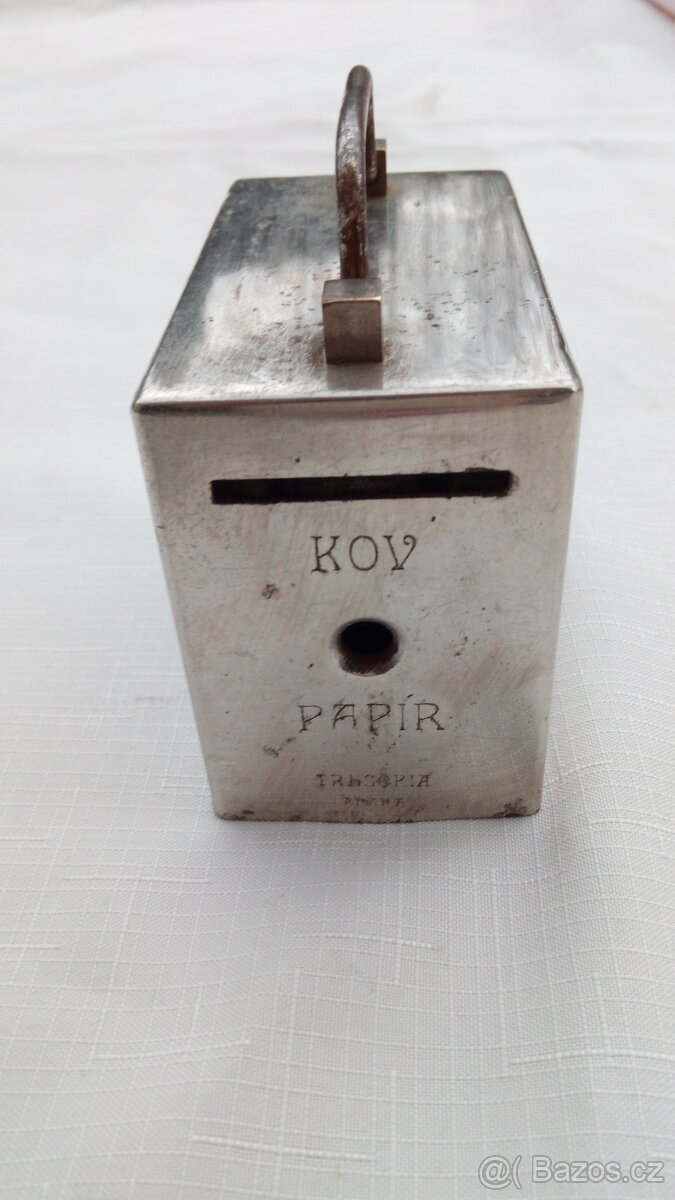 KOV
PAPÍR
TRESORIA
@( Bazos.cz